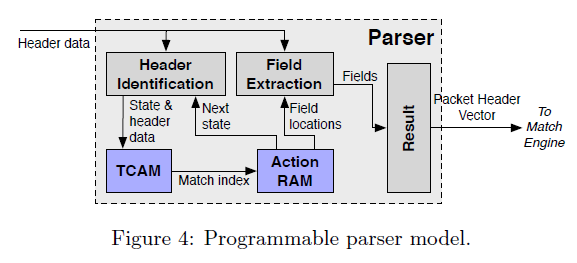 Header data
Parser
Header
Identification
Field
Extraction
Fields
State &
header
data
Next
state
Field
locations
Result
Packet Header
Vector
To
Match
Engine
TCAM
Match index
Action
RAM
Figure 4: Programmable parser model.